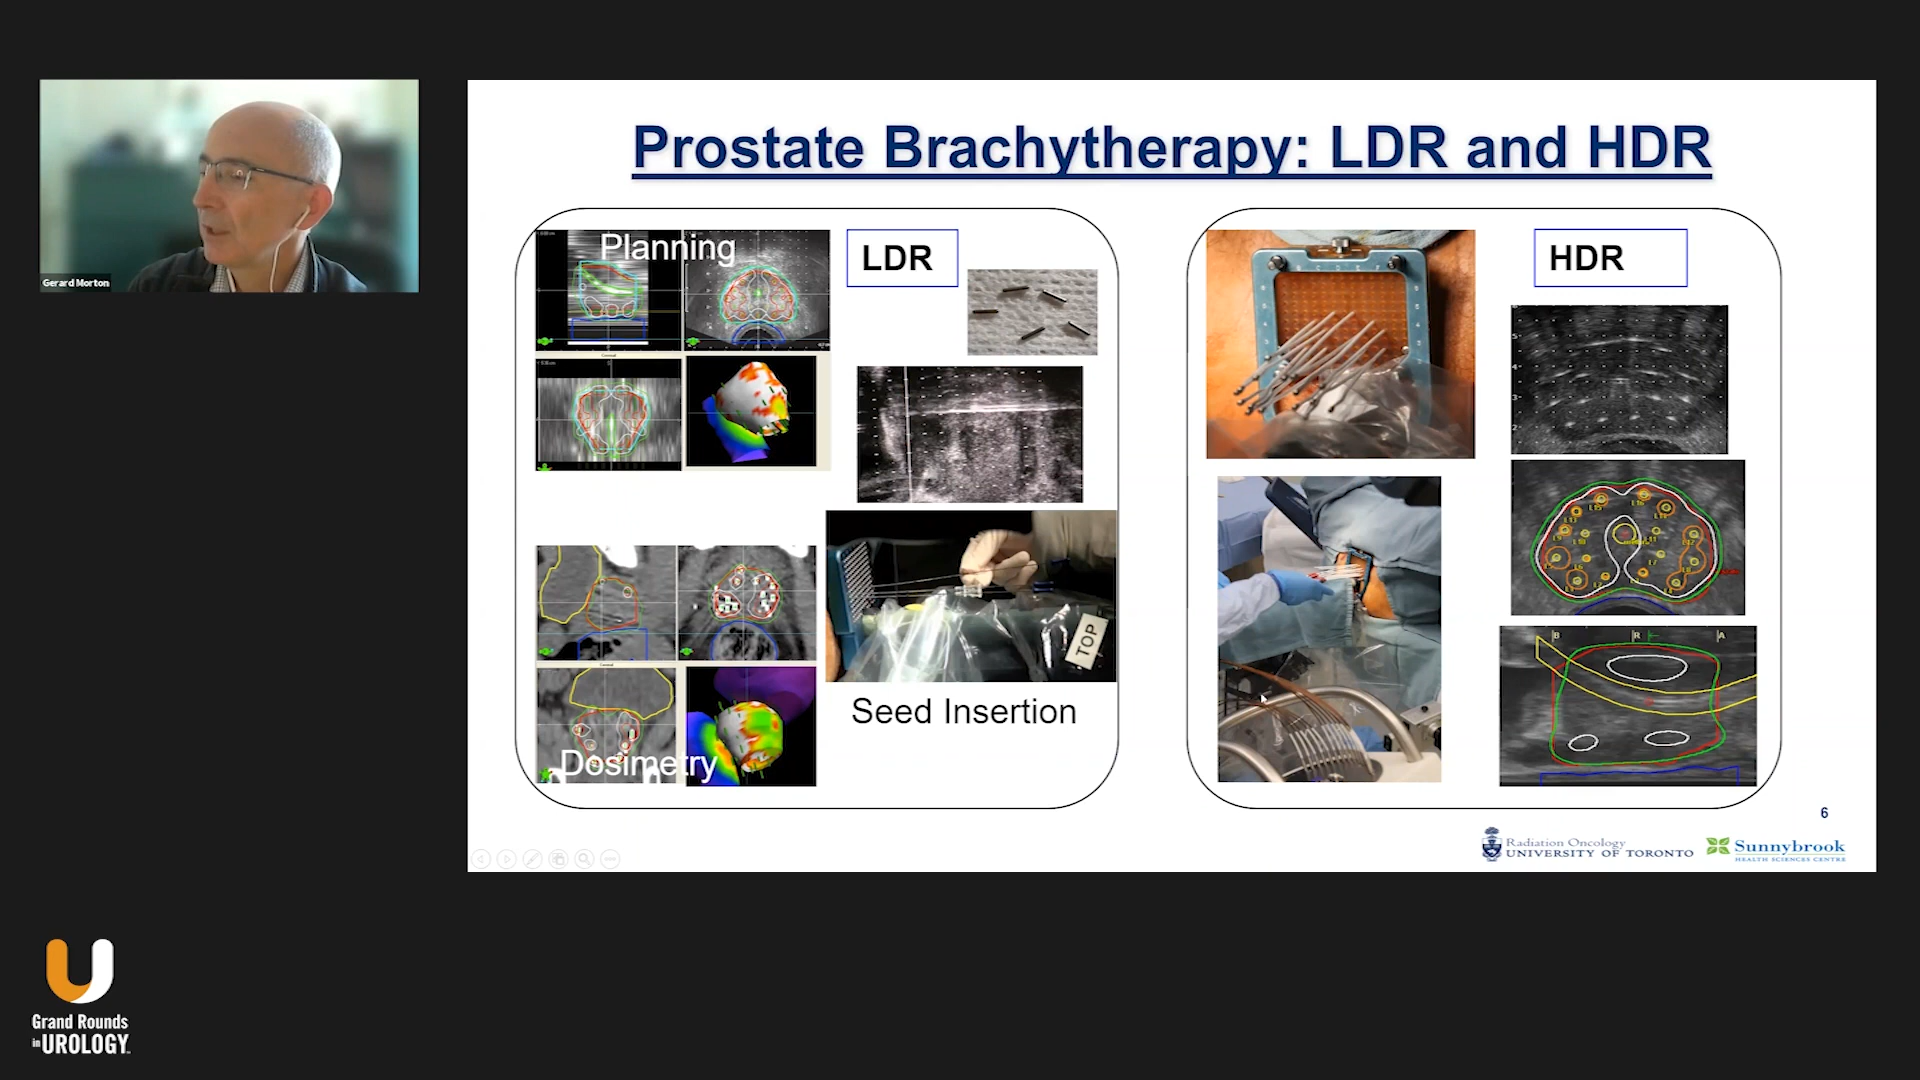 Gerard Morton
Prostate Brachytherapy: LDR and HDR
Planning
LDR
TOP
Seed Insertion
Dosimetry
HDR
B R A
6
Radiation Oncology
UNIVERSITY OF TORONTO
Sunnybrook
HEALTH SCIENCES CENTRE
Grand Rounds
in UROLOGY